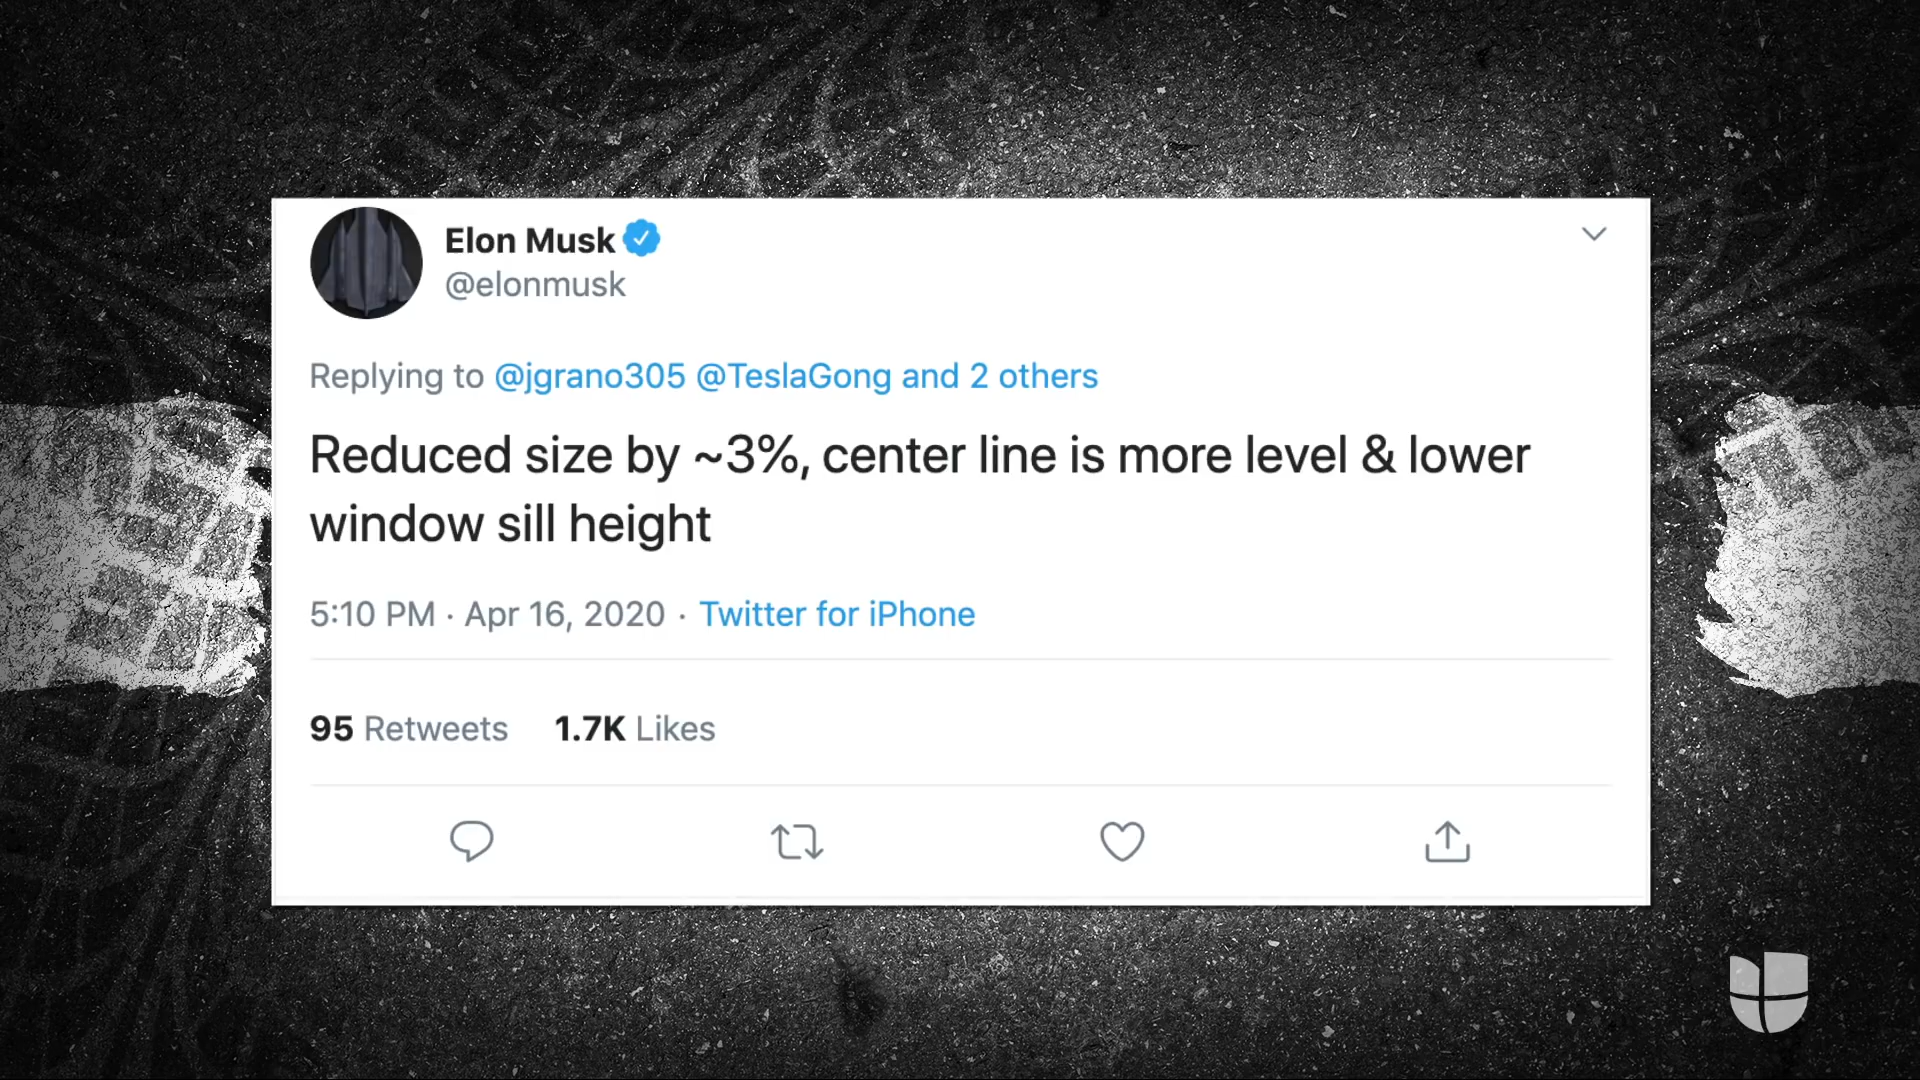 Elon Musk
@elonmusk
Replying to @jgrano305 @TeslaGong and 2 others
Reduced size by ~3%, center line is more level & lower
window sill height
5:10 PM · Apr 16, 2020 · Twitter for iPhone
95 Retweets 1.7K Likes